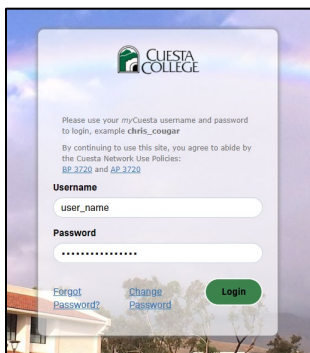 CUESTA
COLLEGE
Please use your myCuesta username and password
to login, example chris_cougar
By continuing to use this site, you agree to abide by
the Cuesta Network Use Policies:
BP 3720 and AP 3720
Username
user_name
Password
••••••••••••••••
Forgot Password?
Change Password
Login